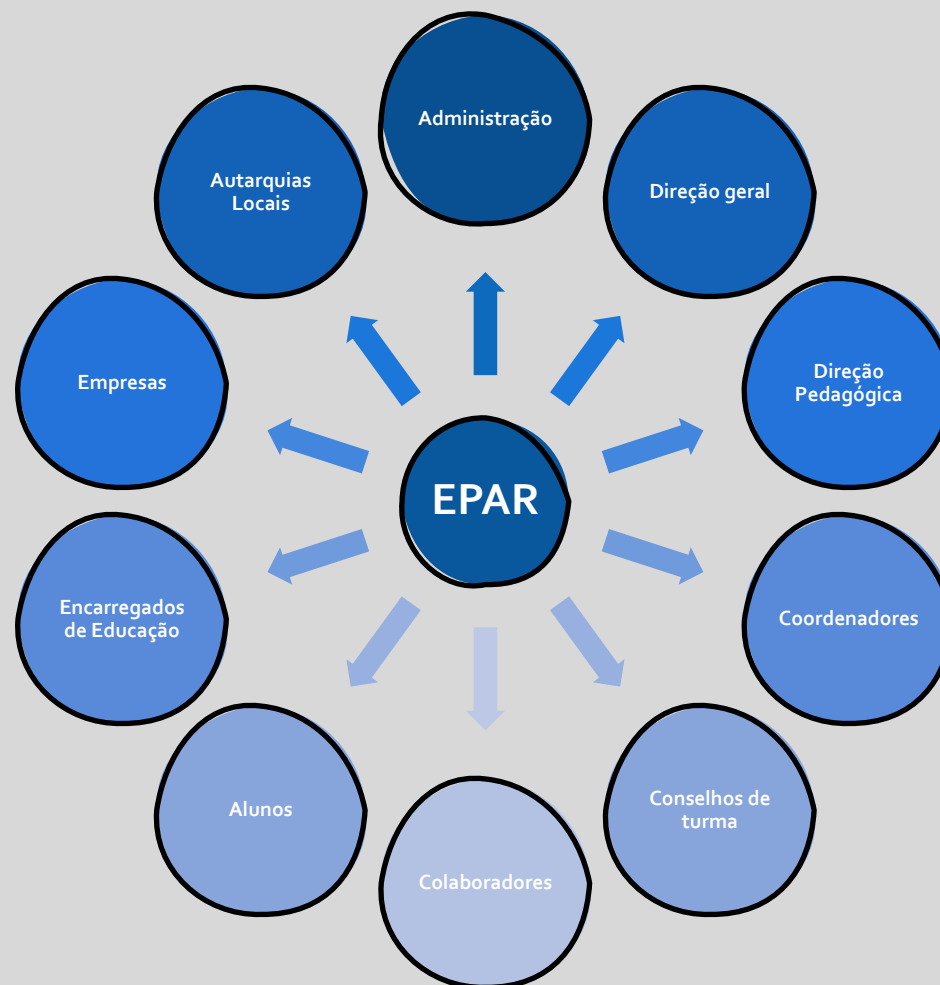 Administração
Direção geral
Direção
Pedagógica
Coordenadores
Conselhos de
turma
Colaboradores
Alunos
Encarregados
de Educação
Empresas
Autarquias
Locais
EPAR